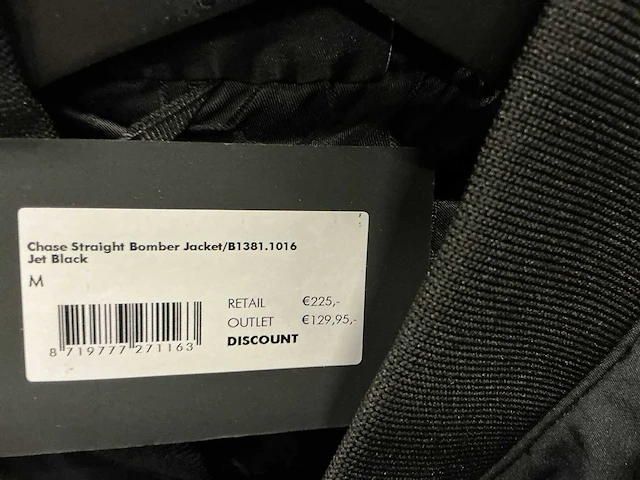 Chase Straight Bomber Jacket/B1381.1016
Jet Black
M
RETAIL €225,-
OUTLET €129,95,-
DISCOUNT
8 719777 271163